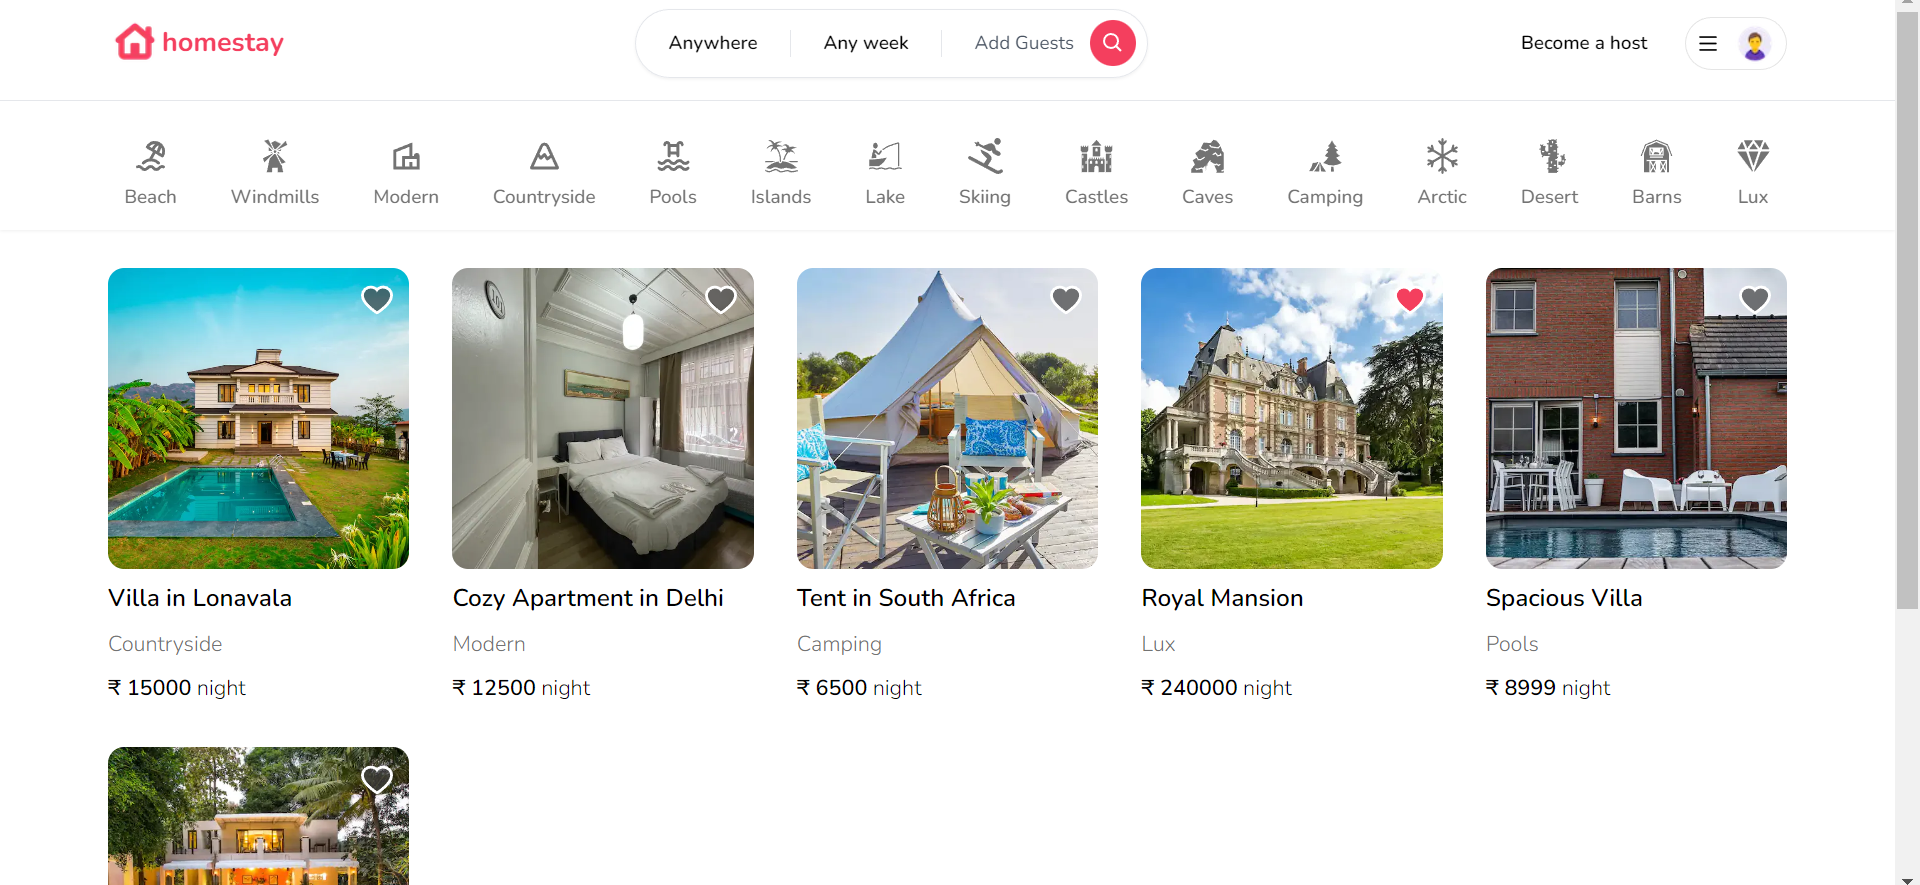 homestay
Anywhere
Any week
Add Guests
Become a host
Beach
Windmills
Modern
Countryside
Pools
Islands
Lake
Skiing
Castles
Caves
Camping
Arctic
Desert
Barns
Lux
101
Villa in Lonavala
Countryside
₹ 15000 night
Cozy Apartment in Delhi
Modern
₹ 12500 night
Tent in South Africa
Camping
₹ 6500 night
Royal Mansion
Lux
₹ 240000 night
Spacious Villa
Pools
₹ 8999 night